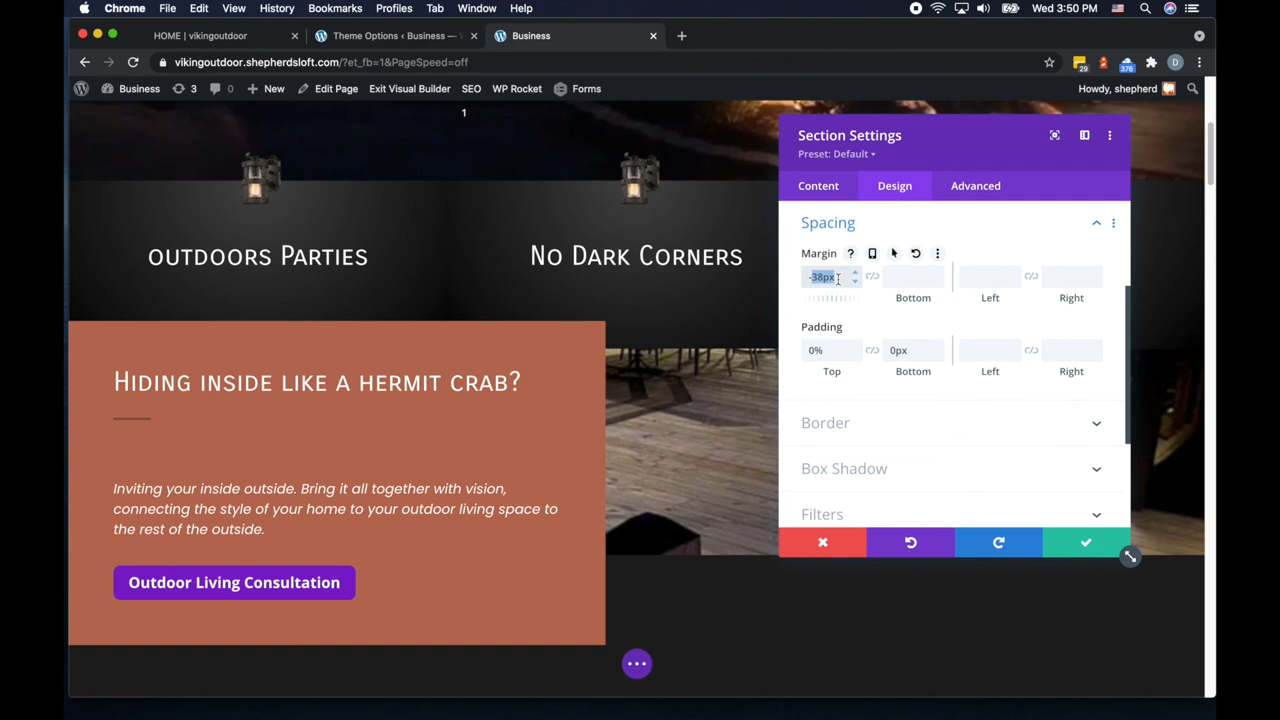 Chrome File Edit View History Bookmarks Profiles Tab Window Help Wed 3:50 PM
HOME | vikingoutdoor Theme Options ‹ Business — Business
vikingoutdoor.shepherdsloft.com/?et_fb=1&PageSpeed=off 29 376 D
Business 3 0 New Edit Page Exit Visual Builder SEO WP Rocket Forms Howdy, shepherd
1
Section Settings
Preset: Default
Content Design Advanced
Spacing
Margin ?
-38px
Bottom Left Right
Padding
0% 0px
Top Bottom Left Right
Border
Box Shadow
Filters
outdoors Parties No Dark Corners
Hiding inside like a hermit crab?
Inviting your inside outside. Bring it all together with vision,
connecting the style of your home to your outdoor living space to
the rest of the outside.
Outdoor Living Consultation